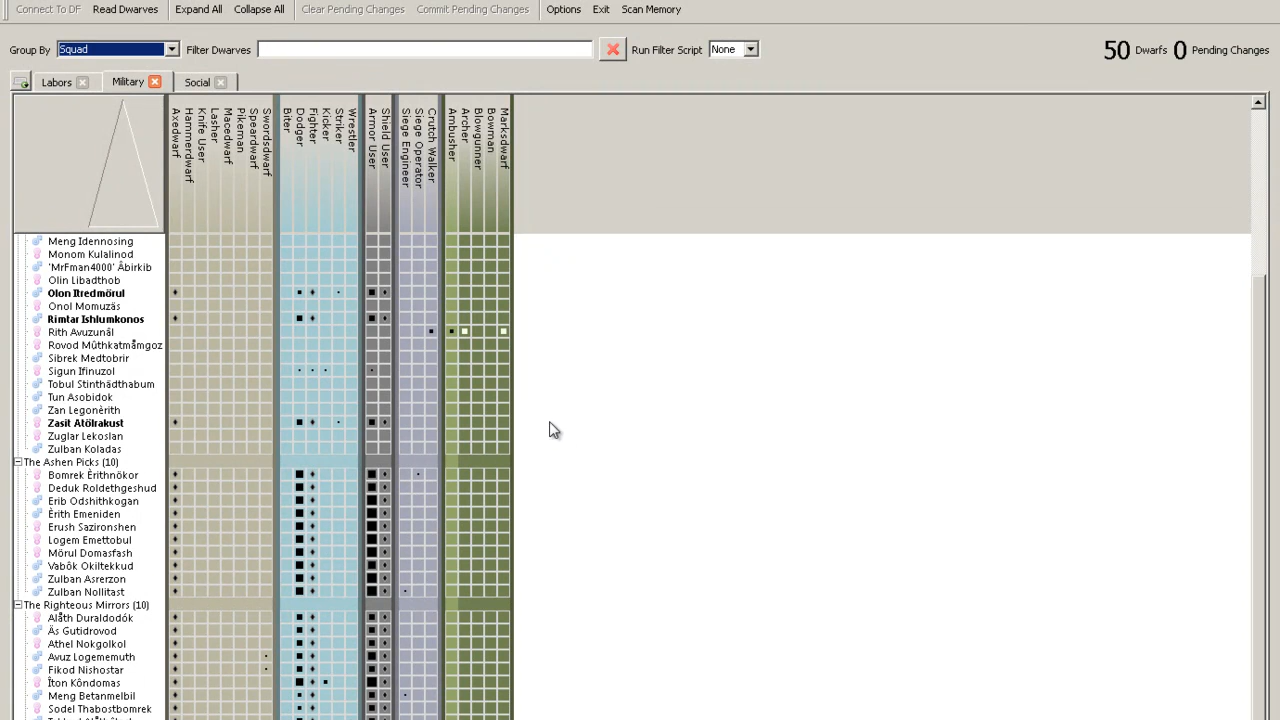 Connect To DF Read Dwarves Expand All Collapse All Clear Pending Changes Commit Pending Changes Options Exit Scan Memory
Group By Squad Filter Dwarves Run Filter Script None 50 Dwarfs 0 Pending Changes
Labors Military Social
Axedwarf Hammerdwarf Knife User Lasher Macedwarf Pikeman Speardwarf Swordsdwarf Biter Dodger Fighter Kicker Striker Wrestler Armor User Shield User Siege Engineer Siege Operator Crutch Walker Ambusher Archer Blowgunner Bowman Marksdwarf
Meng Idennosing
Monom Kulalinod
'MrFman4000' Âbirkib
Olin Libadthob
Olon Itredmörul
Onol Momuzäs
Rimtar Ishlumkonos
Rith Avuzunâl
Rovod Mûthkatmåmgoz
Sibrek Medtobrir
Sigun Ifinuzol
Tobul Stinthädthatum
Tun Asobidok
Zan Legonèrith
Zasit Atölrakust
Zuglar Lekoslan
Zulban Koladas
The Ashen Picks (10)
Bomrek Èrithnökor
Deduk Roldethgeshud
Erib Odshithkogan
Èrith Emeniden
Erush Sazironshen
Logem Emettobul
Mörul Domasfash
Vabôk Okiltekkud
Zulban Asrerzon
Zulban Nollitast
The Righteous Mirrors (10)
Alåth Duraldodók
Äs Gutidrovod
Athel Nokgolkol
Avuz Logememuth
Fikod Nishostar
Îton Kôndomas
Meng Betanmelbil
Sodel Thabostbomrek